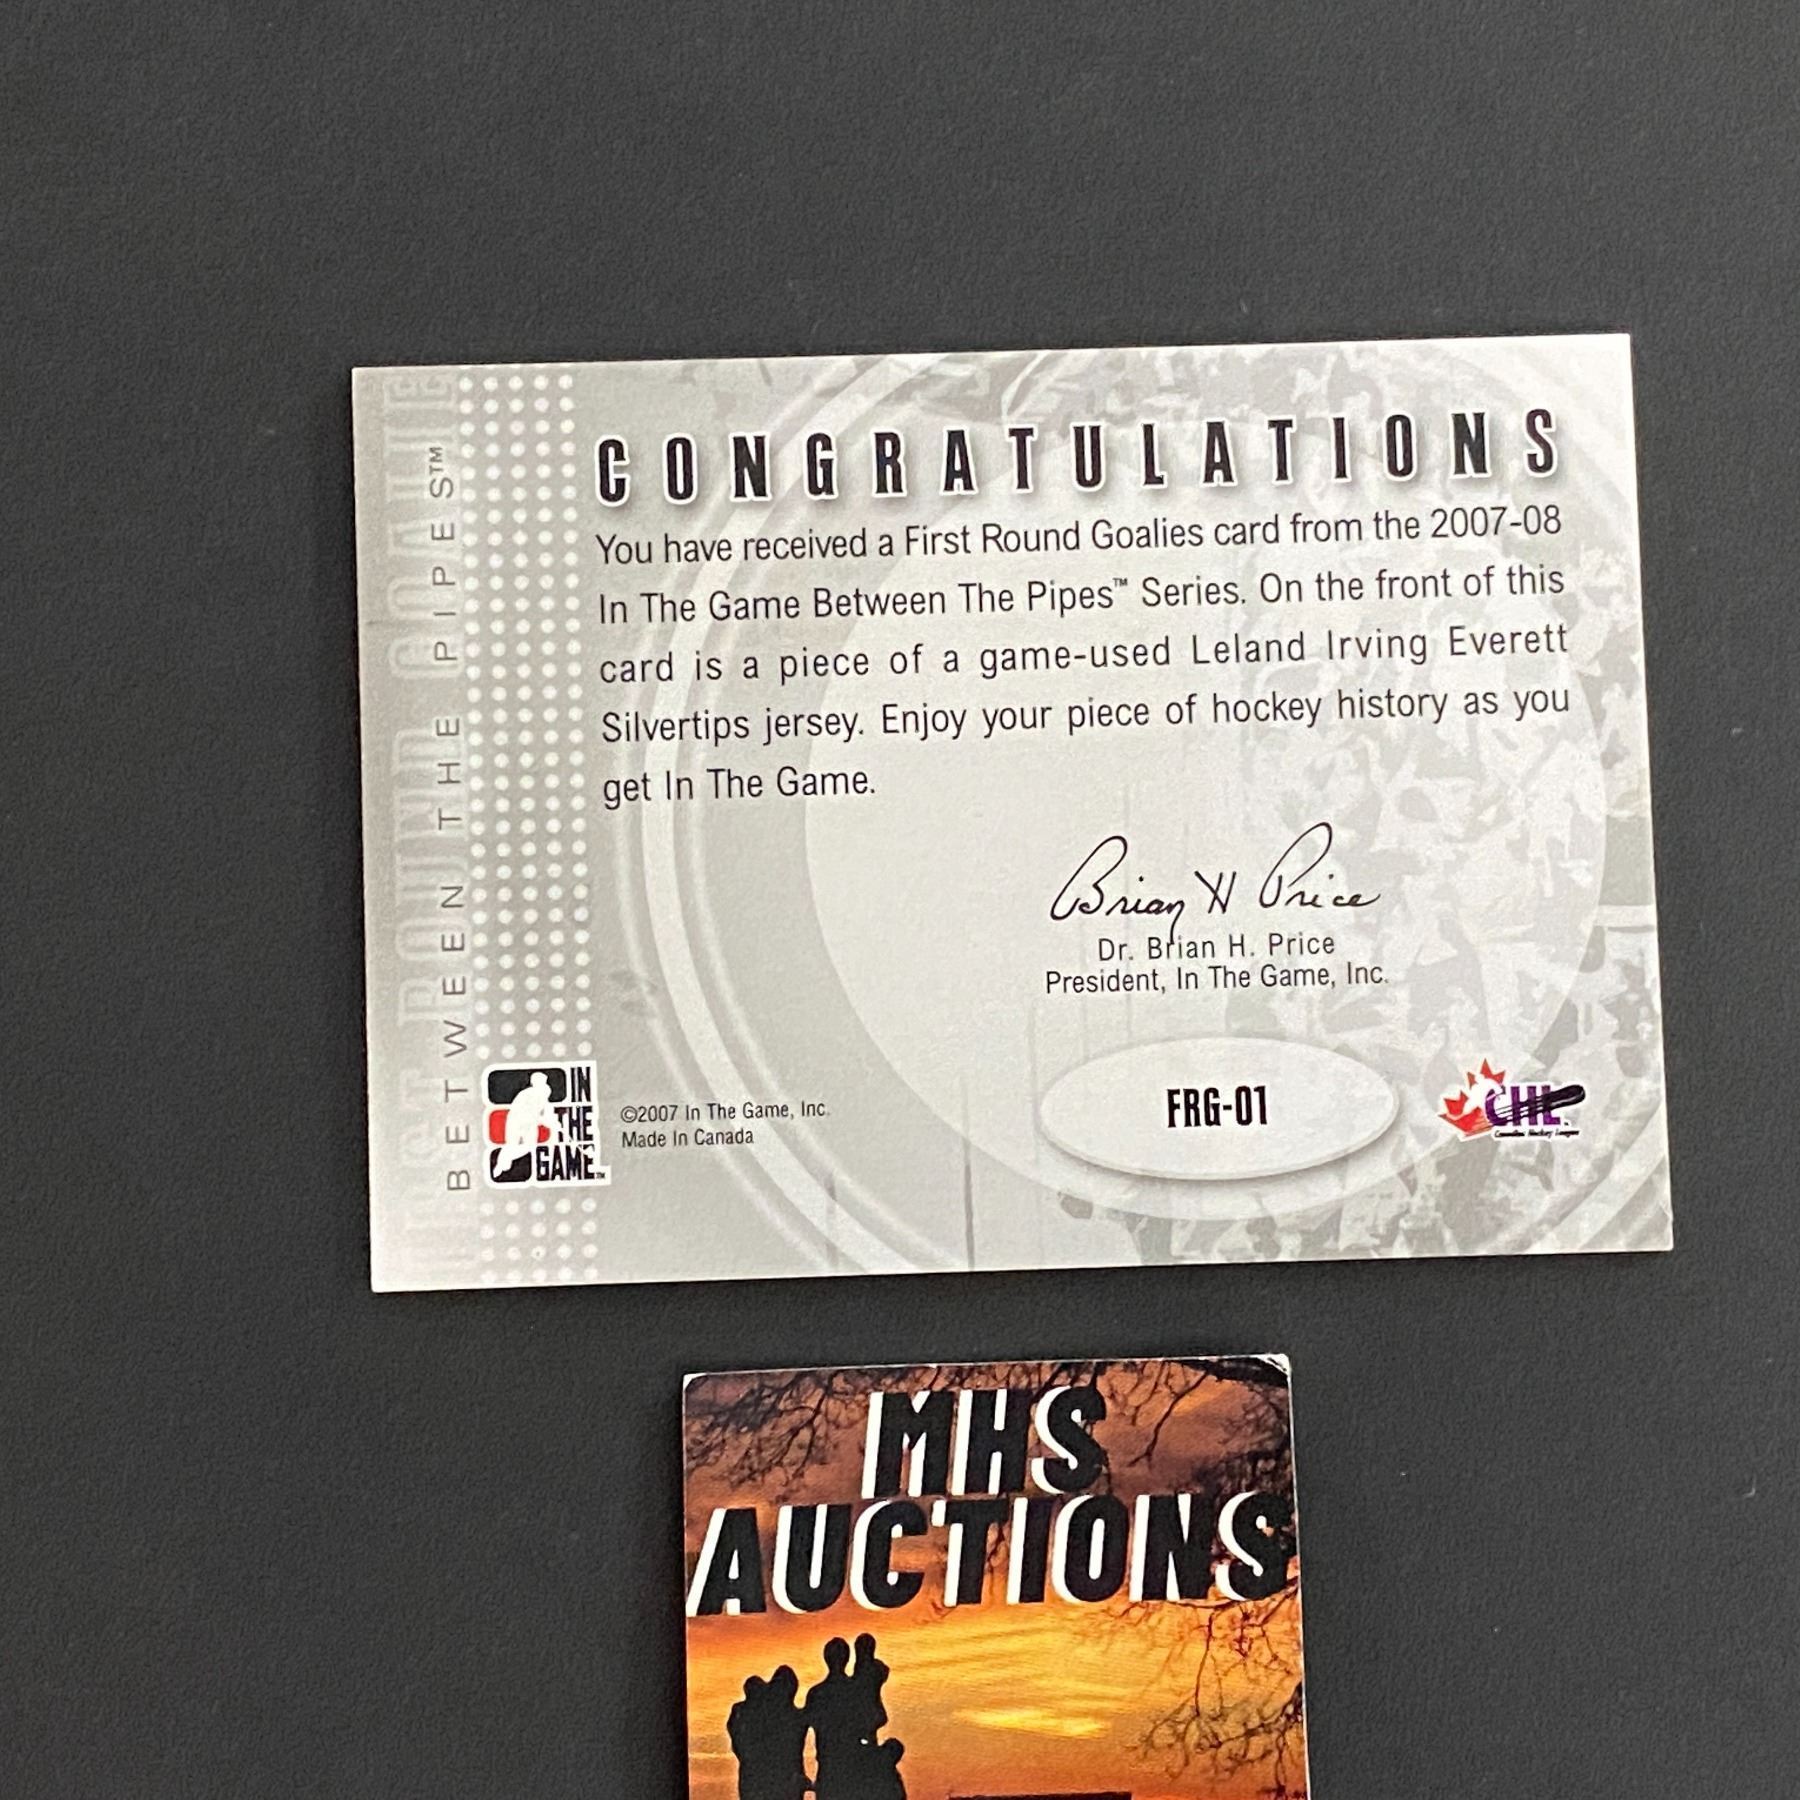 CONGRATULATIONS
You have received a First Round Goalies card from the 2007-08
In The Game Between The Pipes™ Series. On the front of this
card is a piece of a game-used Leland Irving Everett
Silvertips jersey. Enjoy your piece of hockey history as you
get In The Game.
Brian H Price
Dr. Brian H. Price
President, In The Game, Inc.
BETWEEN THE PIPES™
FIRST ROUND GOALIE
IN
THE
GAME™
©2007 In The Game, Inc.
Made In Canada
FRG-01
CHL
Canadian Hockey League
MHS
AUCTIONS